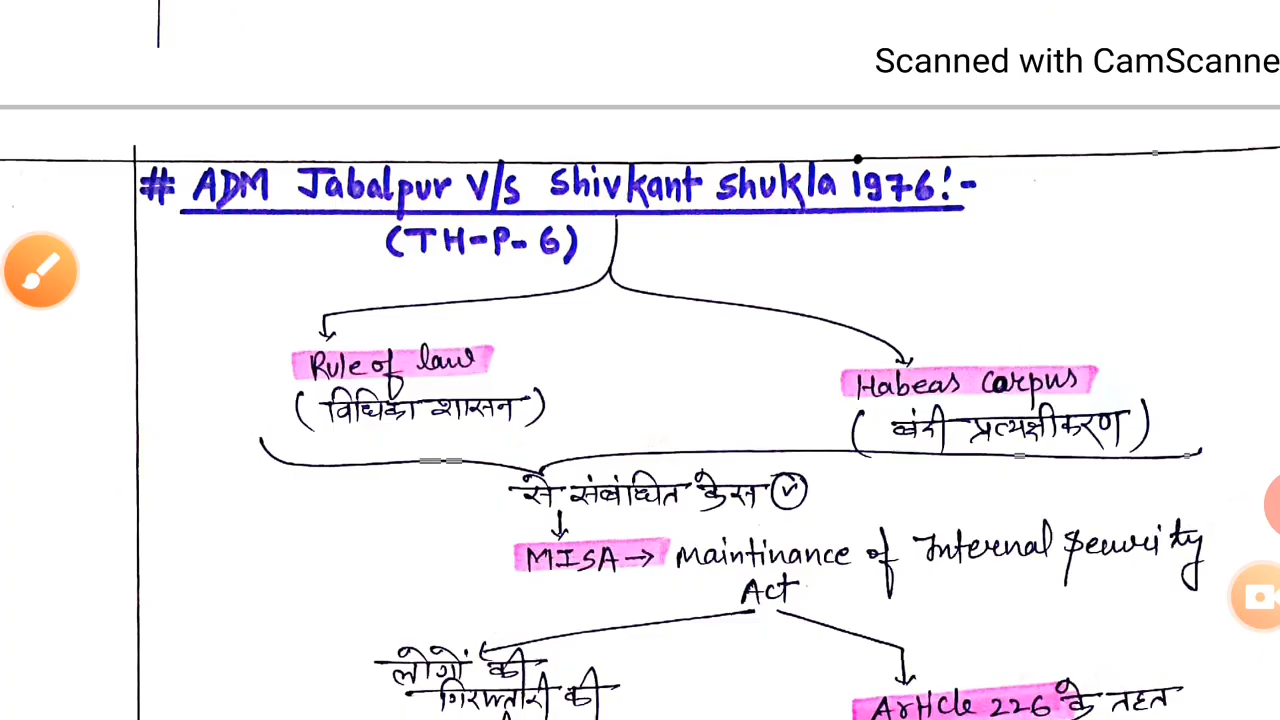 Scanned with CamScanne
# ADM Jabalpur V/s Shivkant Shukla 1976:-
(TH-P-6)
Rule of law
(विधिका शासन)
Habeas Corpus
(बंदी प्रत्यक्षीकरण)
से संबंधित केस
MISA → Maintinance of Internal Security
Act
लोगों की
गिरफ्तारी की
Article 226 के तहत